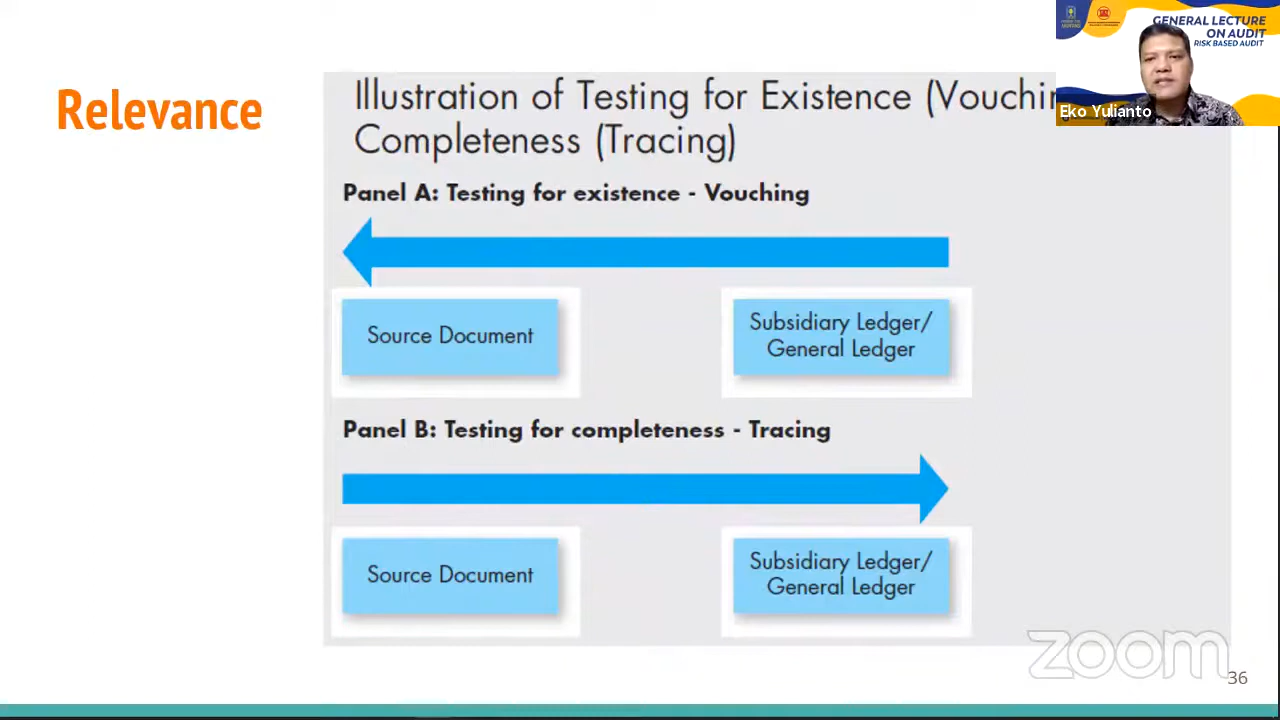 GENERAL LECTURE
ON AUDIT
RISK BASED AUDIT
Eko Yulianto
Relevance
Illustration of Testing for Existence (Vouchin
Completeness (Tracing)
Panel A: Testing for existence - Vouching
Source Document
Subsidiary Ledger/
General Ledger
Panel B: Testing for completeness - Tracing
Source Document
Subsidiary Ledger/
General Ledger
zoom
36